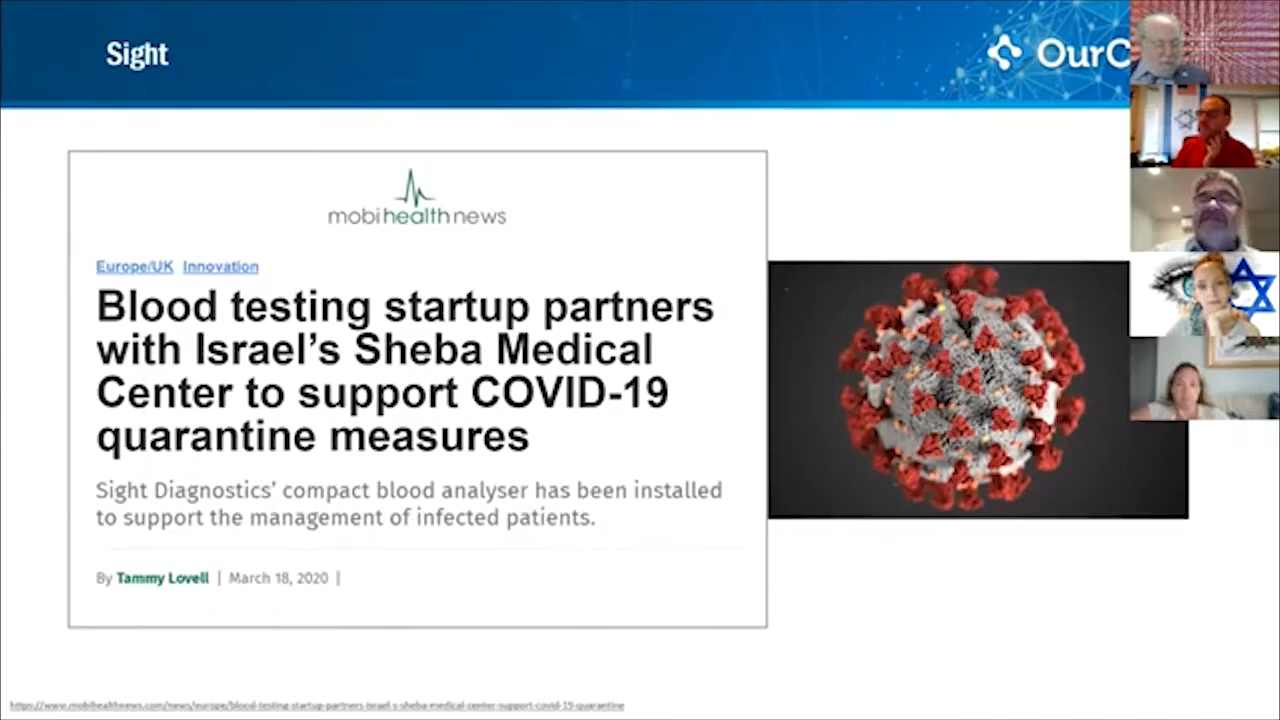 Sight
OurC
mobihealthnews
Europe/UK Innovation
Blood testing startup partners
with Israel's Sheba Medical
Center to support COVID-19
quarantine measures
Sight Diagnostics' compact blood analyser has been installed
to support the management of infected patients.
By Tammy Lovell | March 18, 2020 |
https://www.mobihealthnews.com/news/europe/blood-testing-startup-partners-israel-s-sheba-medical-center-support-covid-19-quarantine